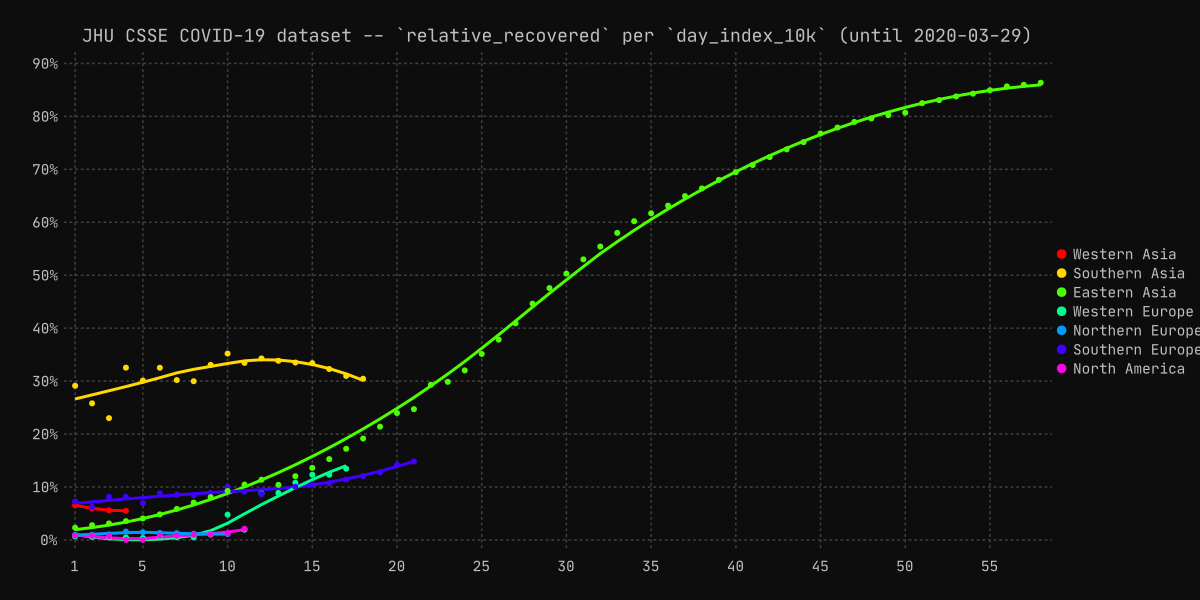 JHU CSSE COVID-19 dataset -- `relative_recovered` per `day_index_10k` (until 2020-03-29)
90%
80%
70%
60%
50%
40%
30%
20%
10%
0%
1 5 10 15 20 25 30 35 40 45 50 55
Western Asia
Southern Asia
Eastern Asia
Western Europe
Northern Europe
Southern Europe
North America